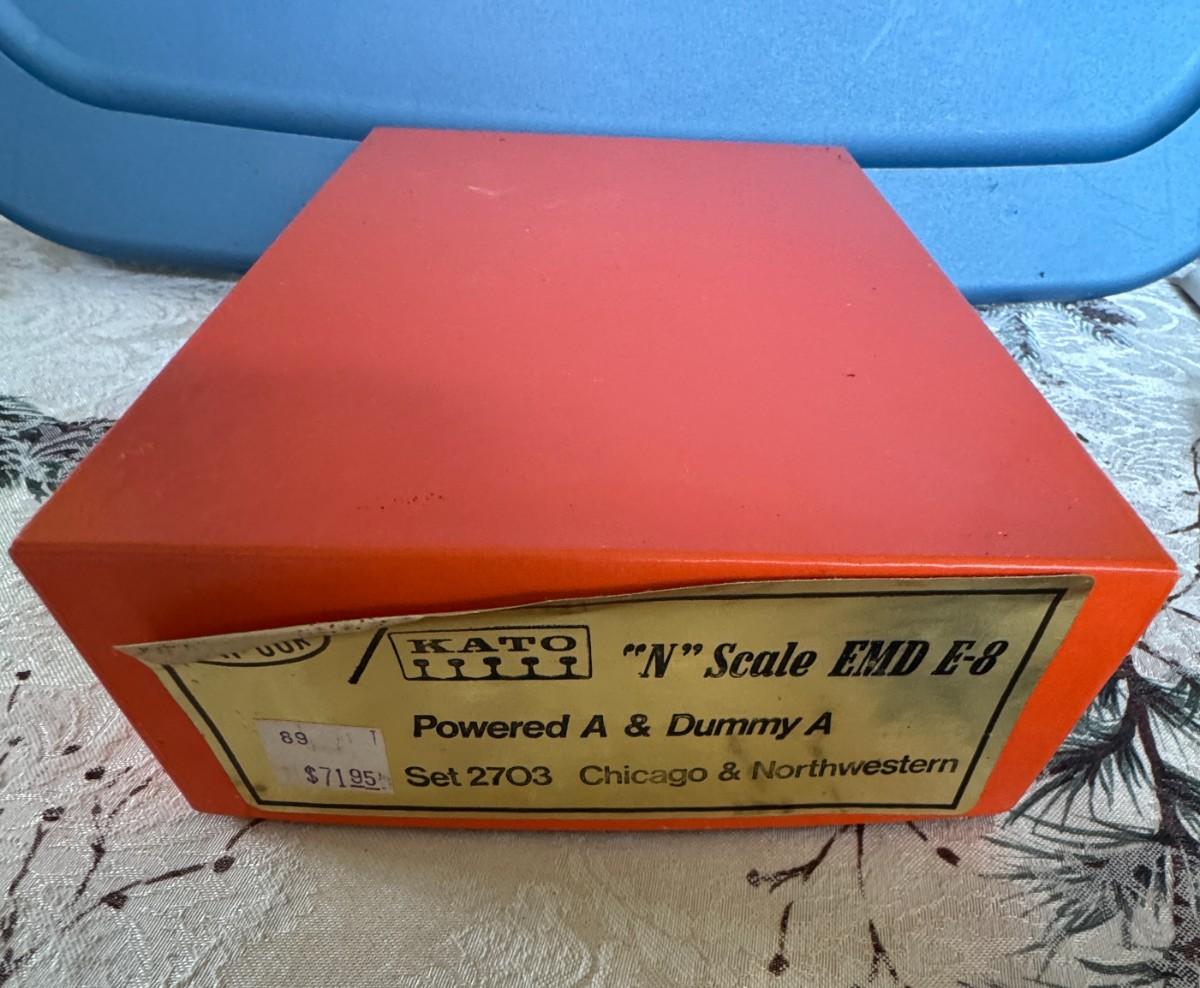 KATO "N" Scale EMD E-8
Powered A & Dummy A
89
$71.95
Set 2703 Chicago & Northwestern